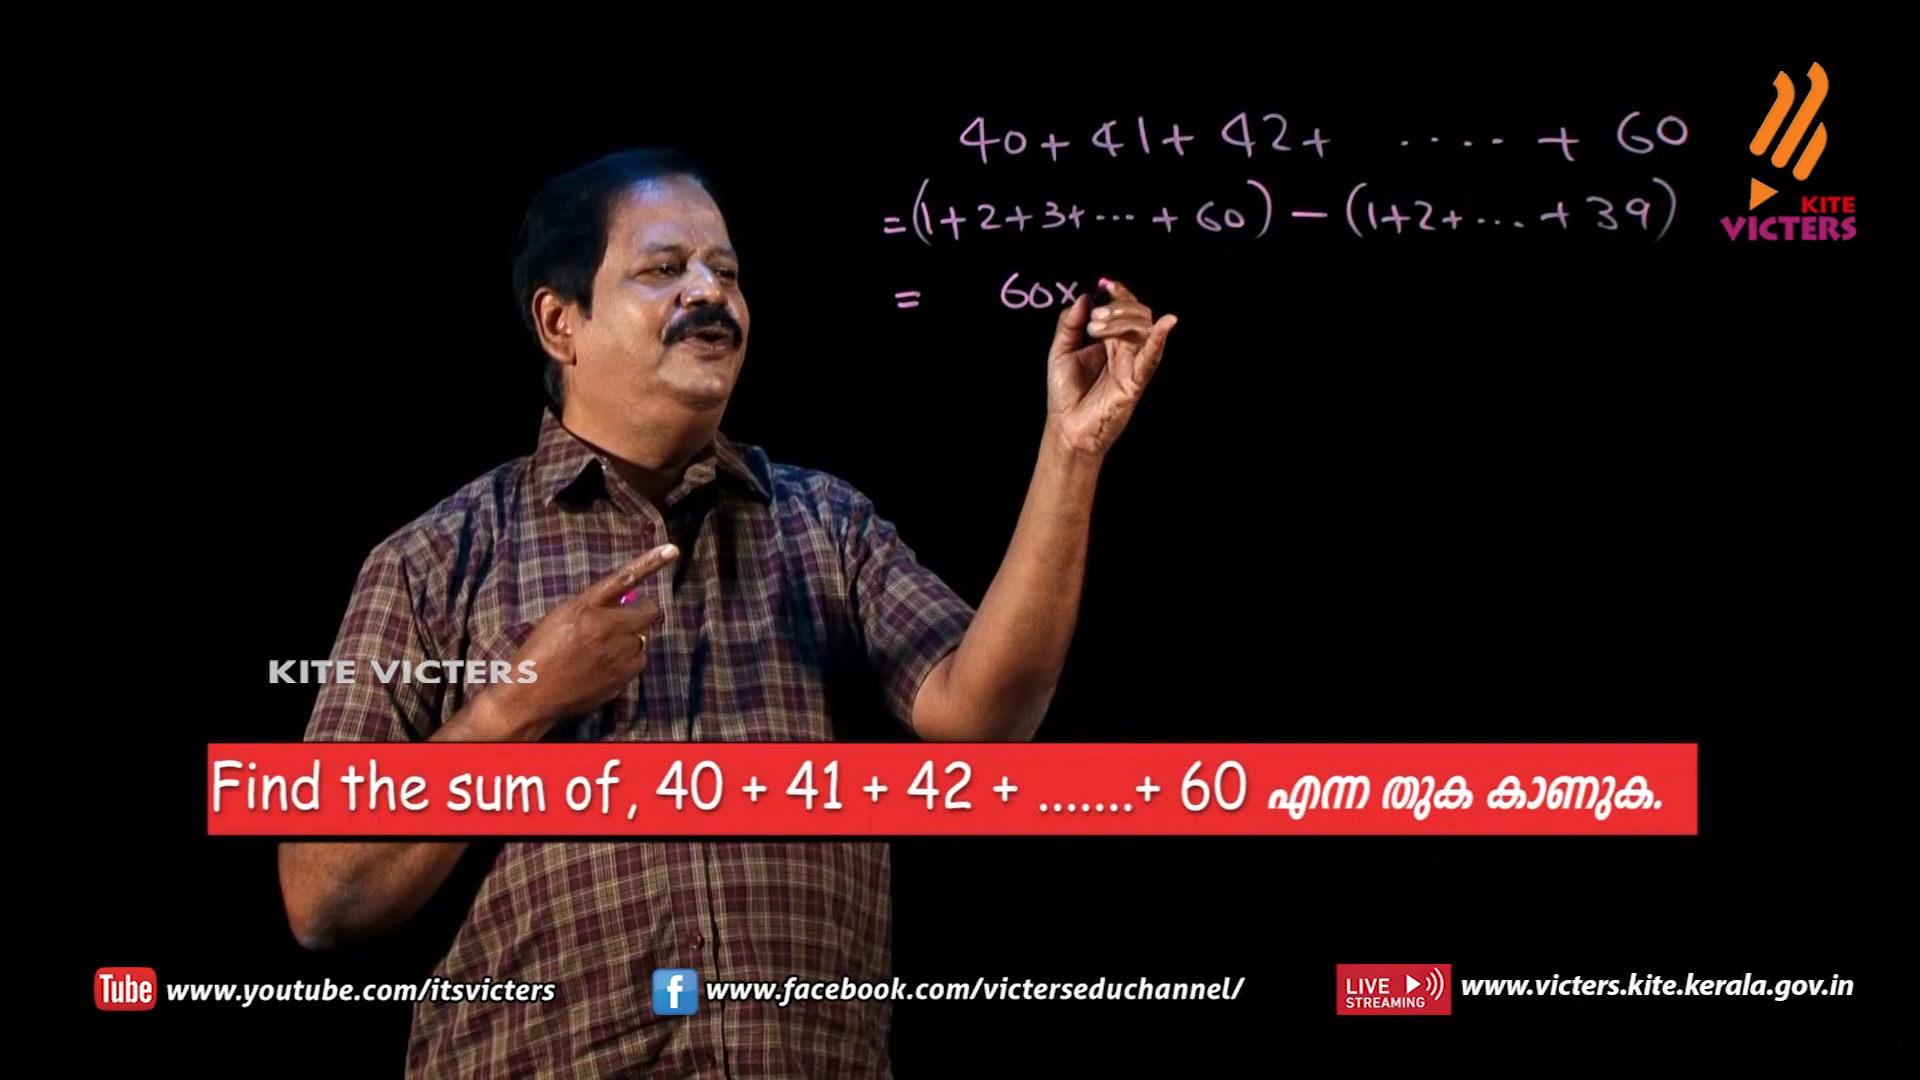 40 + 41 + 42 + .... + 60
= (1 + 2 + 3 + ... + 60) − (1 + 2 + ... + 39)
= 60 ×
KITE
VICTERS
KITE VICTERS
Find the sum of, 40 + 41 + 42 + .......+ 60 എന്ന തുക കാണുക.
Tube www.youtube.com/itsvicters
f www.facebook.com/victerseduchannel/
LIVE STREAMING www.victers.kite.kerala.gov.in